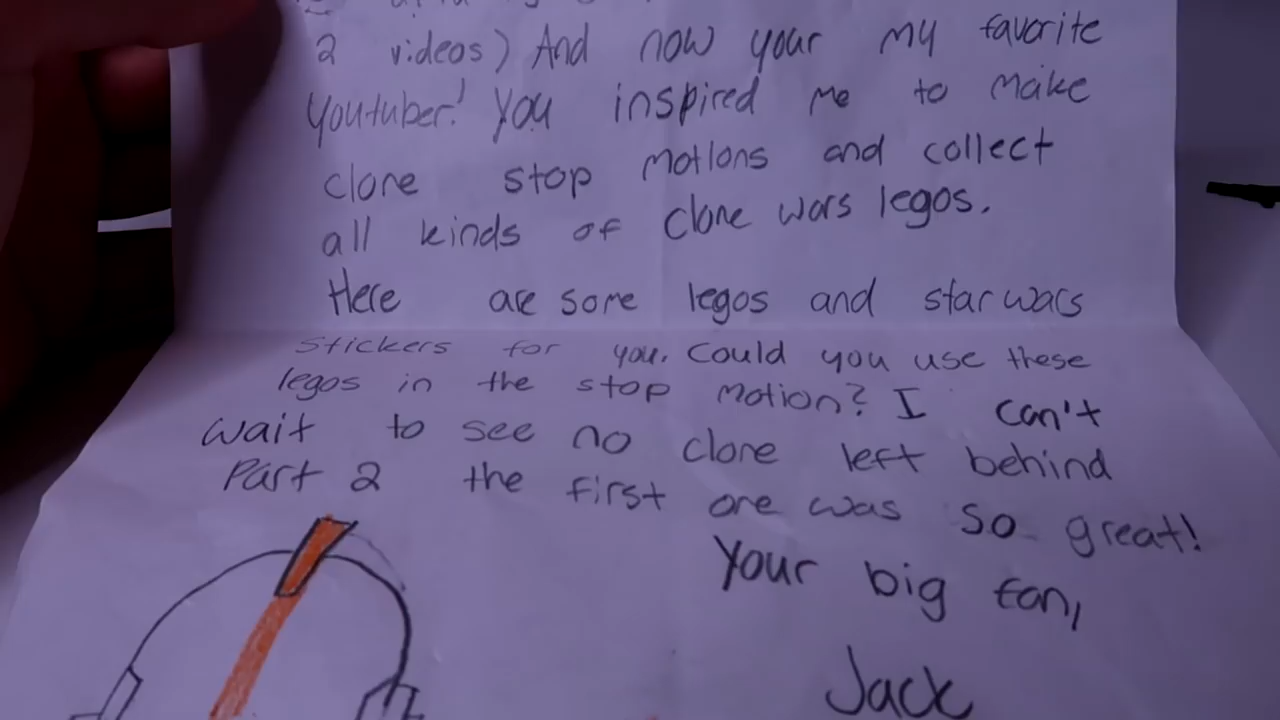 2 videos) And now your my favorite
Youtuber! You inspired me to make
clone stop motions and collect
all kinds of clone wars legos.
Here are some legos and star wars
stickers for you. Could you use these
legos in the stop motion? I can't
wait to see no clone left behind
Part 2 the first one was so great!
Your big fan,
Jack